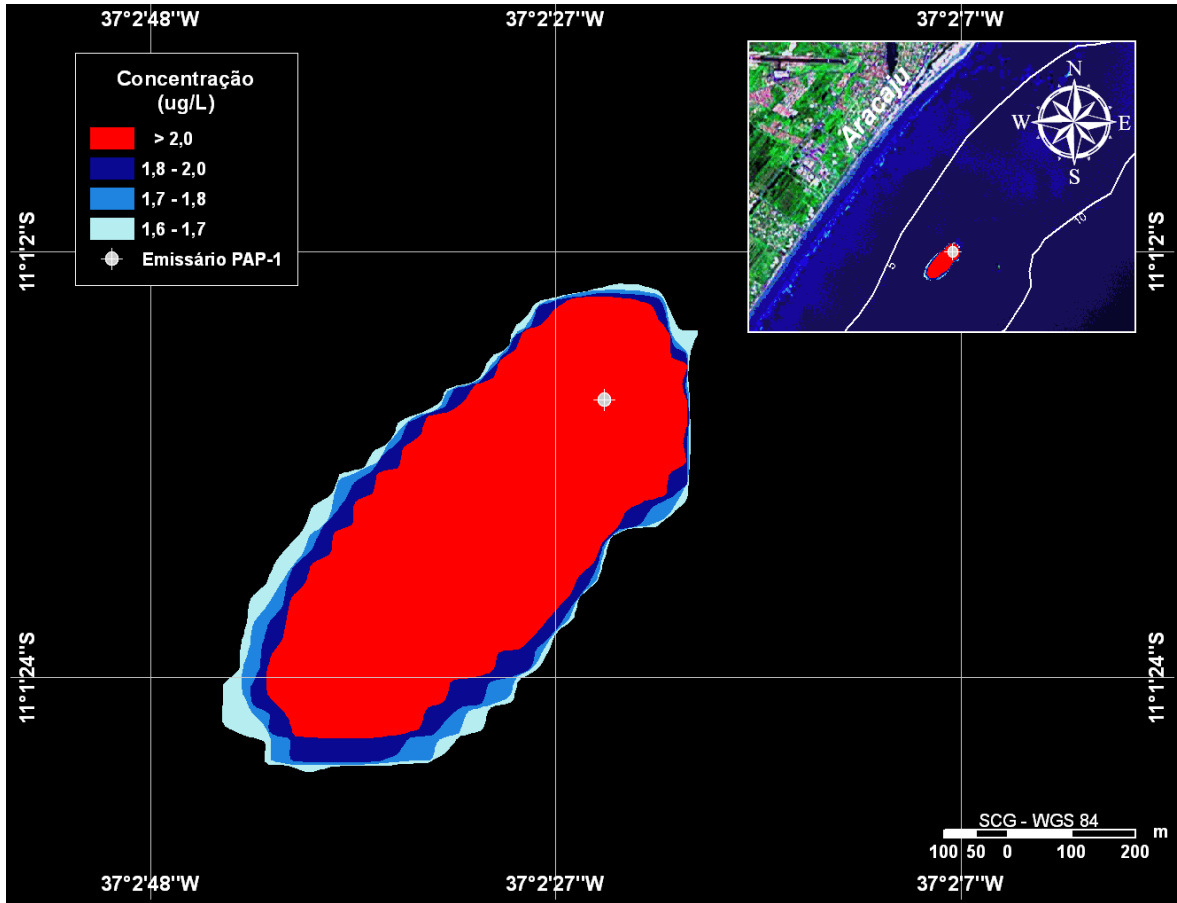 37°2'48"W
37°2'27"W
37°2'7"W
Concentração
(ug/L)
> 2,0
1,8 - 2,0
1,7 - 1,8
1,6 - 1,7
Emissário PAP-1
Aracaju
N
W
E
S
5
10
11°1'2"S
11°1'2"S
11°1'24"S
11°1'24"S
SCG - WGS 84
m
100 50 0 100 200
37°2'48"W
37°2'27"W
37°2'7"W